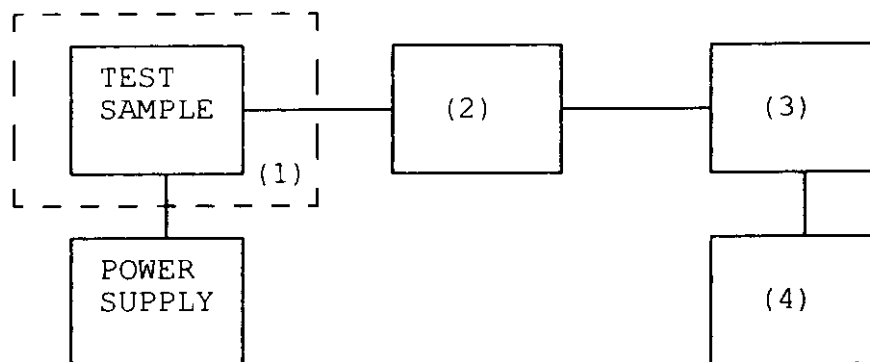 TEST
SAMPLE
(1)
(2)
(3)
POWER
SUPPLY
(4)